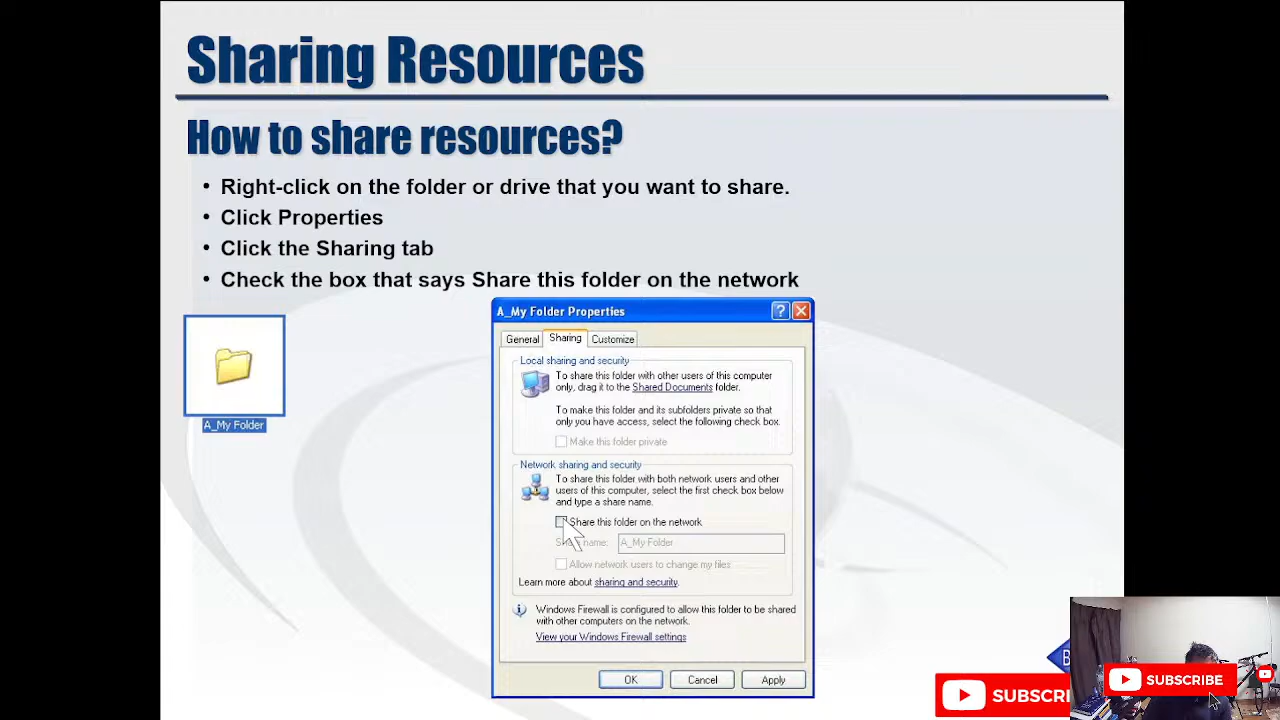 Sharing Resources
How to share resources?
• Right-click on the folder or drive that you want to share.
• Click Properties
• Click the Sharing tab
• Check the box that says Share this folder on the network
A_My Folder
A_My Folder Properties
General Sharing Customize
Local sharing and security
To share this folder with other users of this computer
only, drag it to the Shared Documents folder.
To make this folder and its subfolders private so that
only you have access, select the following check box.
Make this folder private
Network sharing and security
To share this folder with both network users and other
users of this computer, select the first check box below
and type a share name.
Share this folder on the network
name: A_My Folder
Allow network users to change my files
Learn more about sharing and security.
Windows Firewall is configured to allow this folder to be shared
with other computers on the network.
View your Windows Firewall settings
OK Cancel Apply
B
SUBSCRI
SUBSCRIBE